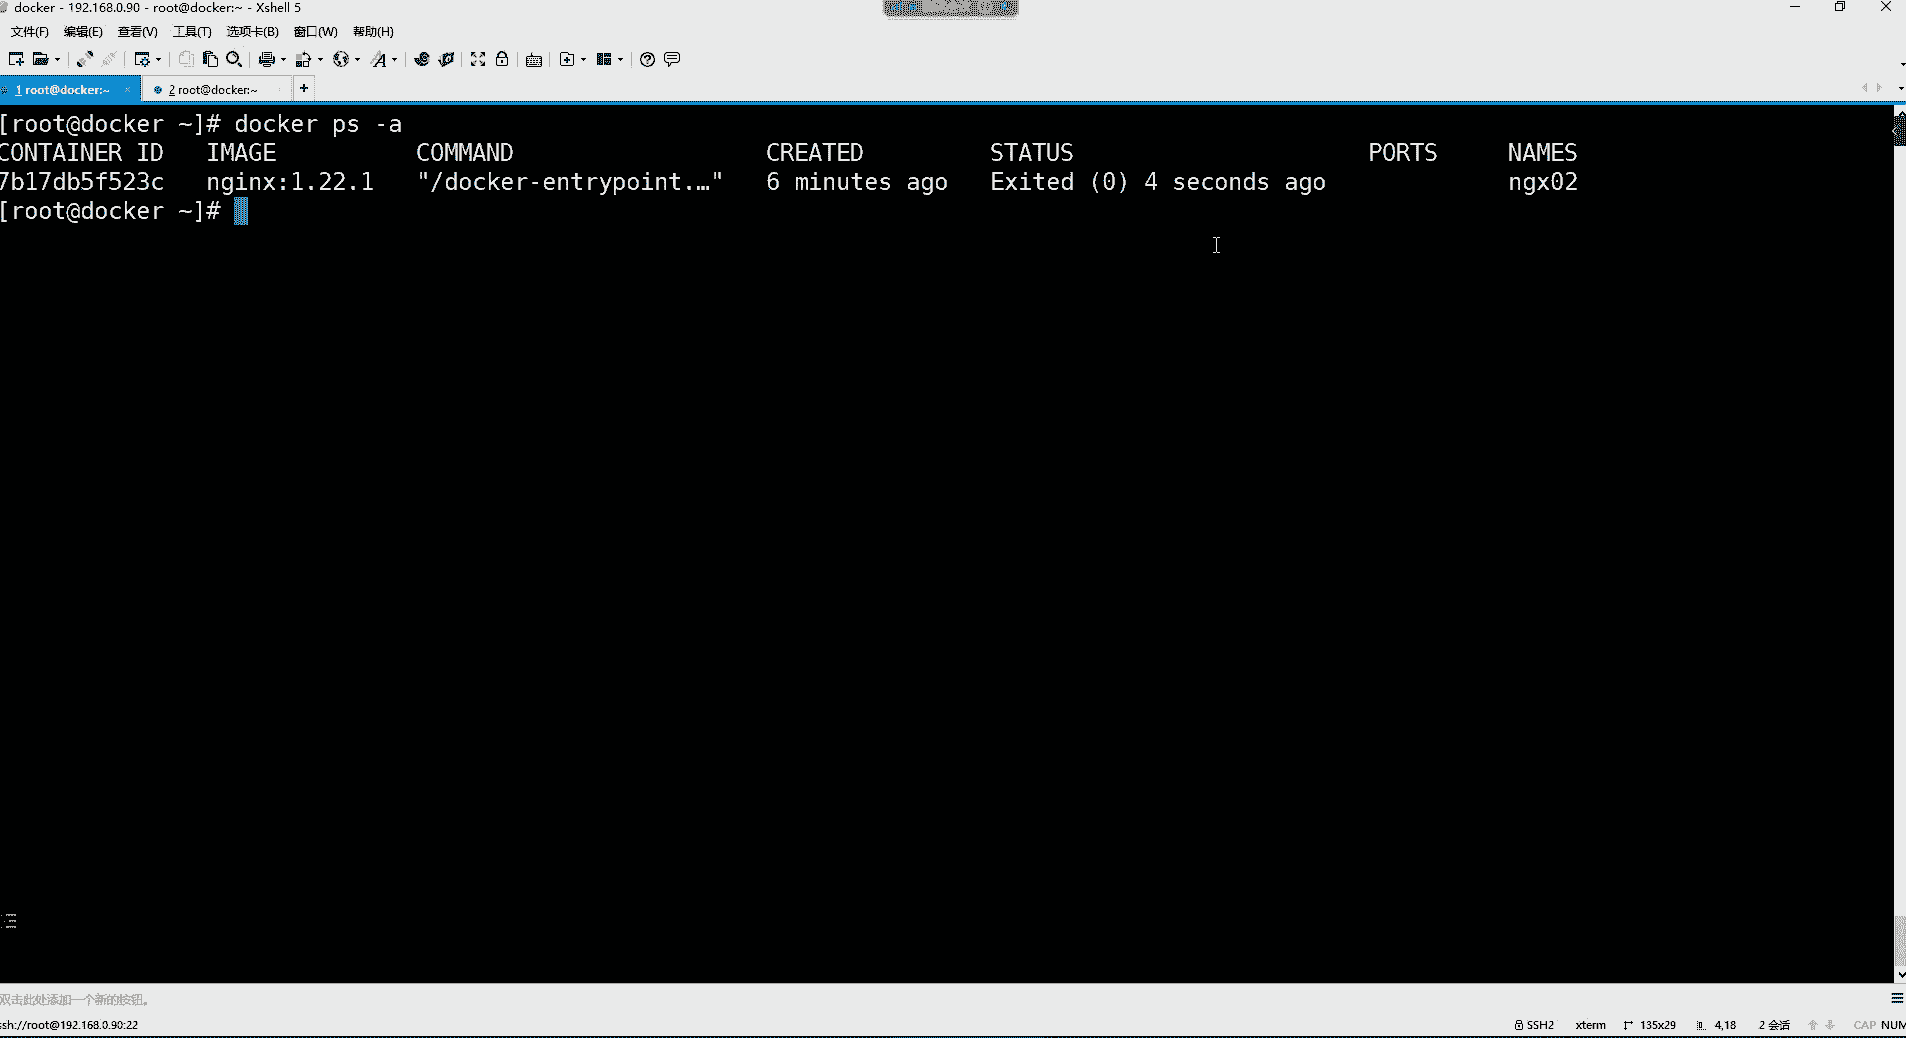 docker - 192.168.0.90 - root@docker:~ - Xshell 5
文件(F) 编辑(E) 查看(V) 工具(T) 选项卡(B) 窗口(W) 帮助(H)
1 root@docker:~ × 2 root@docker:~ +
[root@docker ~]# docker ps -a
CONTAINER ID IMAGE COMMAND CREATED STATUS PORTS NAMES
7b17db5f523c nginx:1.22.1 "/docker-entrypoint.…" 6 minutes ago Exited (0) 4 seconds ago ngx02
[root@docker ~]#
双击此处添加一个新的按钮。
ssh://root@192.168.0.90:22 SSH2 xterm 135x29 4,18 2 会话 CAP NUM